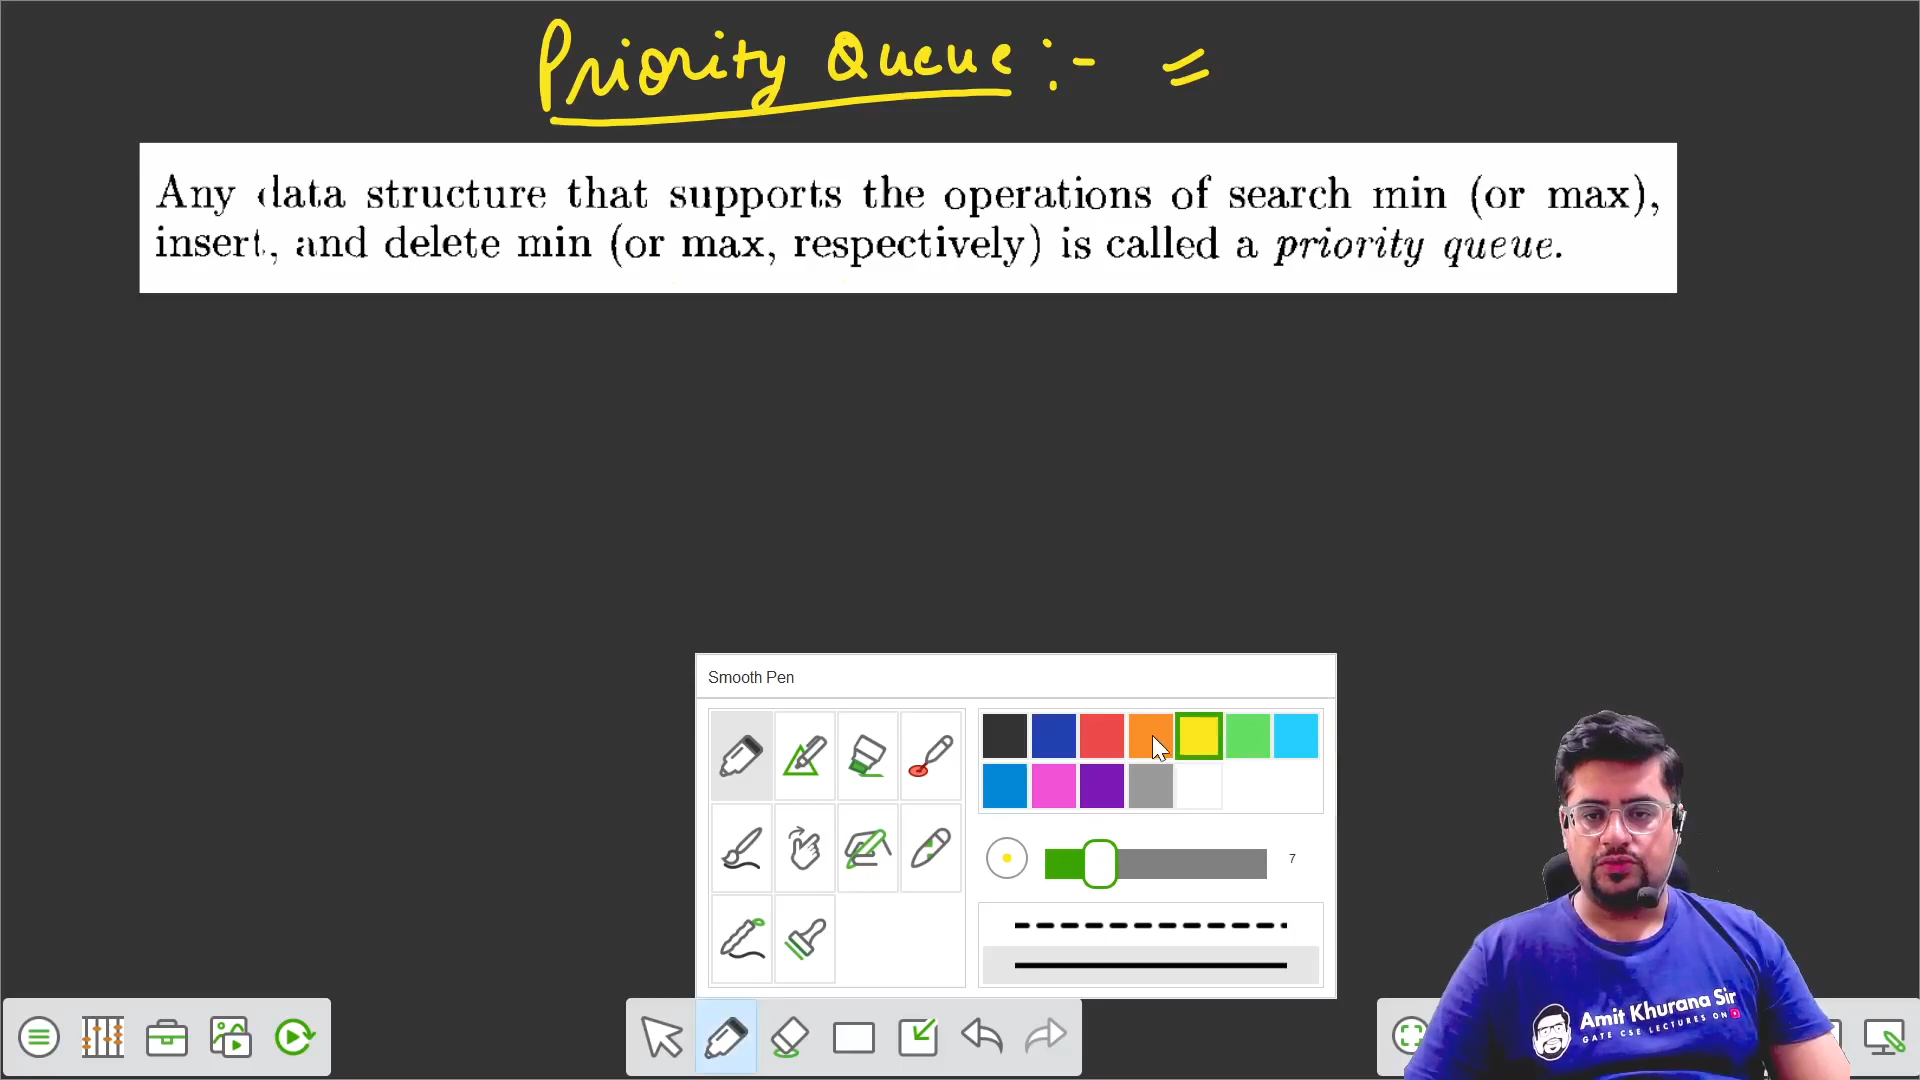 Priority Queue :- =
Any data structure that supports the operations of search min (or max),
insert, and delete min (or max, respectively) is called a priority queue.
Smooth Pen
7
Amit Khurana Sir
GATE CSE LECTURES ON